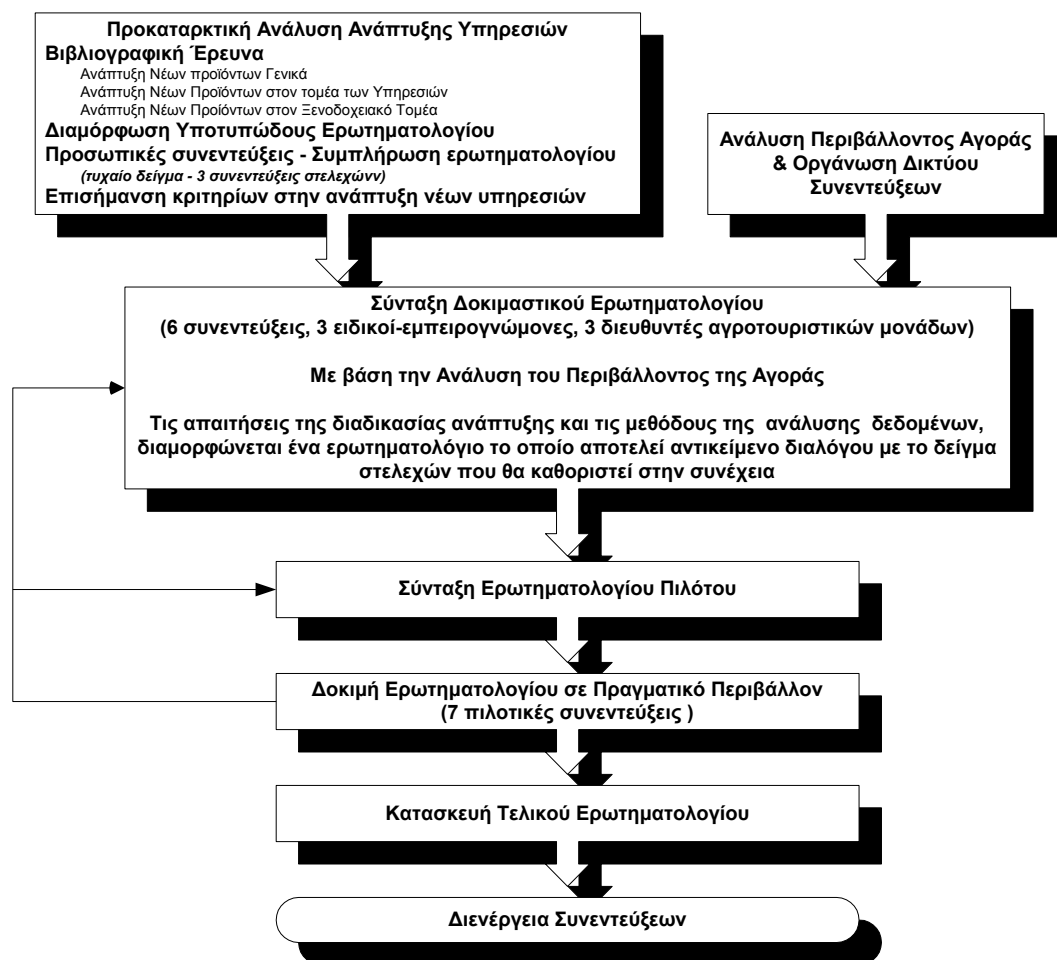 Προκαταρκτική Ανάλυση Ανάπτυξης Υπηρεσιών
Βιβλιογραφική Έρευνα
Ανάπτυξη Νέων προϊόντων Γενικά
Ανάπτυξη Νέων Προϊόντων στον τομέα των Υπηρεσιών
Ανάπτυξη Νέων Προϊόντων στον Ξενοδοχειακό Τομέα
Διαμόρφωση Υποτυπώδους Ερωτηματολογίου
Προσωπικές συνεντεύξεις - Συμπλήρωση ερωτηματολογίου
(τυχαίο δείγμα - 3 συνεντεύξεις στελεχώνν)
Επισήμανση κριτηρίων στην ανάπτυξη νέων υπηρεσιών
Ανάλυση Περιβάλλοντος Αγοράς
& Οργάνωση Δικτύου
Συνεντεύξεων
Σύνταξη Δοκιμαστικού Ερωτηματολογίου
(6 συνεντεύξεις, 3 ειδικοί-εμπειρογνώμονες, 3 διευθυντές αγροτουριστικών μονάδων)
Με βάση την Ανάλυση του Περιβάλλοντος της Αγοράς
Τις απαιτήσεις της διαδικασίας ανάπτυξης και τις μεθόδους της ανάλυσης δεδομένων,
διαμορφώνεται ένα ερωτηματολόγιο το οποίο αποτελεί αντικείμενο διαλόγου με το δείγμα
στελεχών που θα καθοριστεί στην συνέχεια
Σύνταξη Ερωτηματολογίου Πιλότου
Δοκιμή Ερωτηματολογίου σε Πραγματικό Περιβάλλον
(7 πιλοτικές συνεντεύξεις )
Κατασκευή Τελικού Ερωτηματολογίου
Διενέργεια Συνεντεύξεων